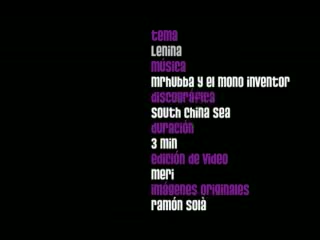 tema
Lenina
música
mrhubba y el mono inventor
discográfica
south china sea
duración
3 min
edición de video
meri
imágenes originales
ramón solà